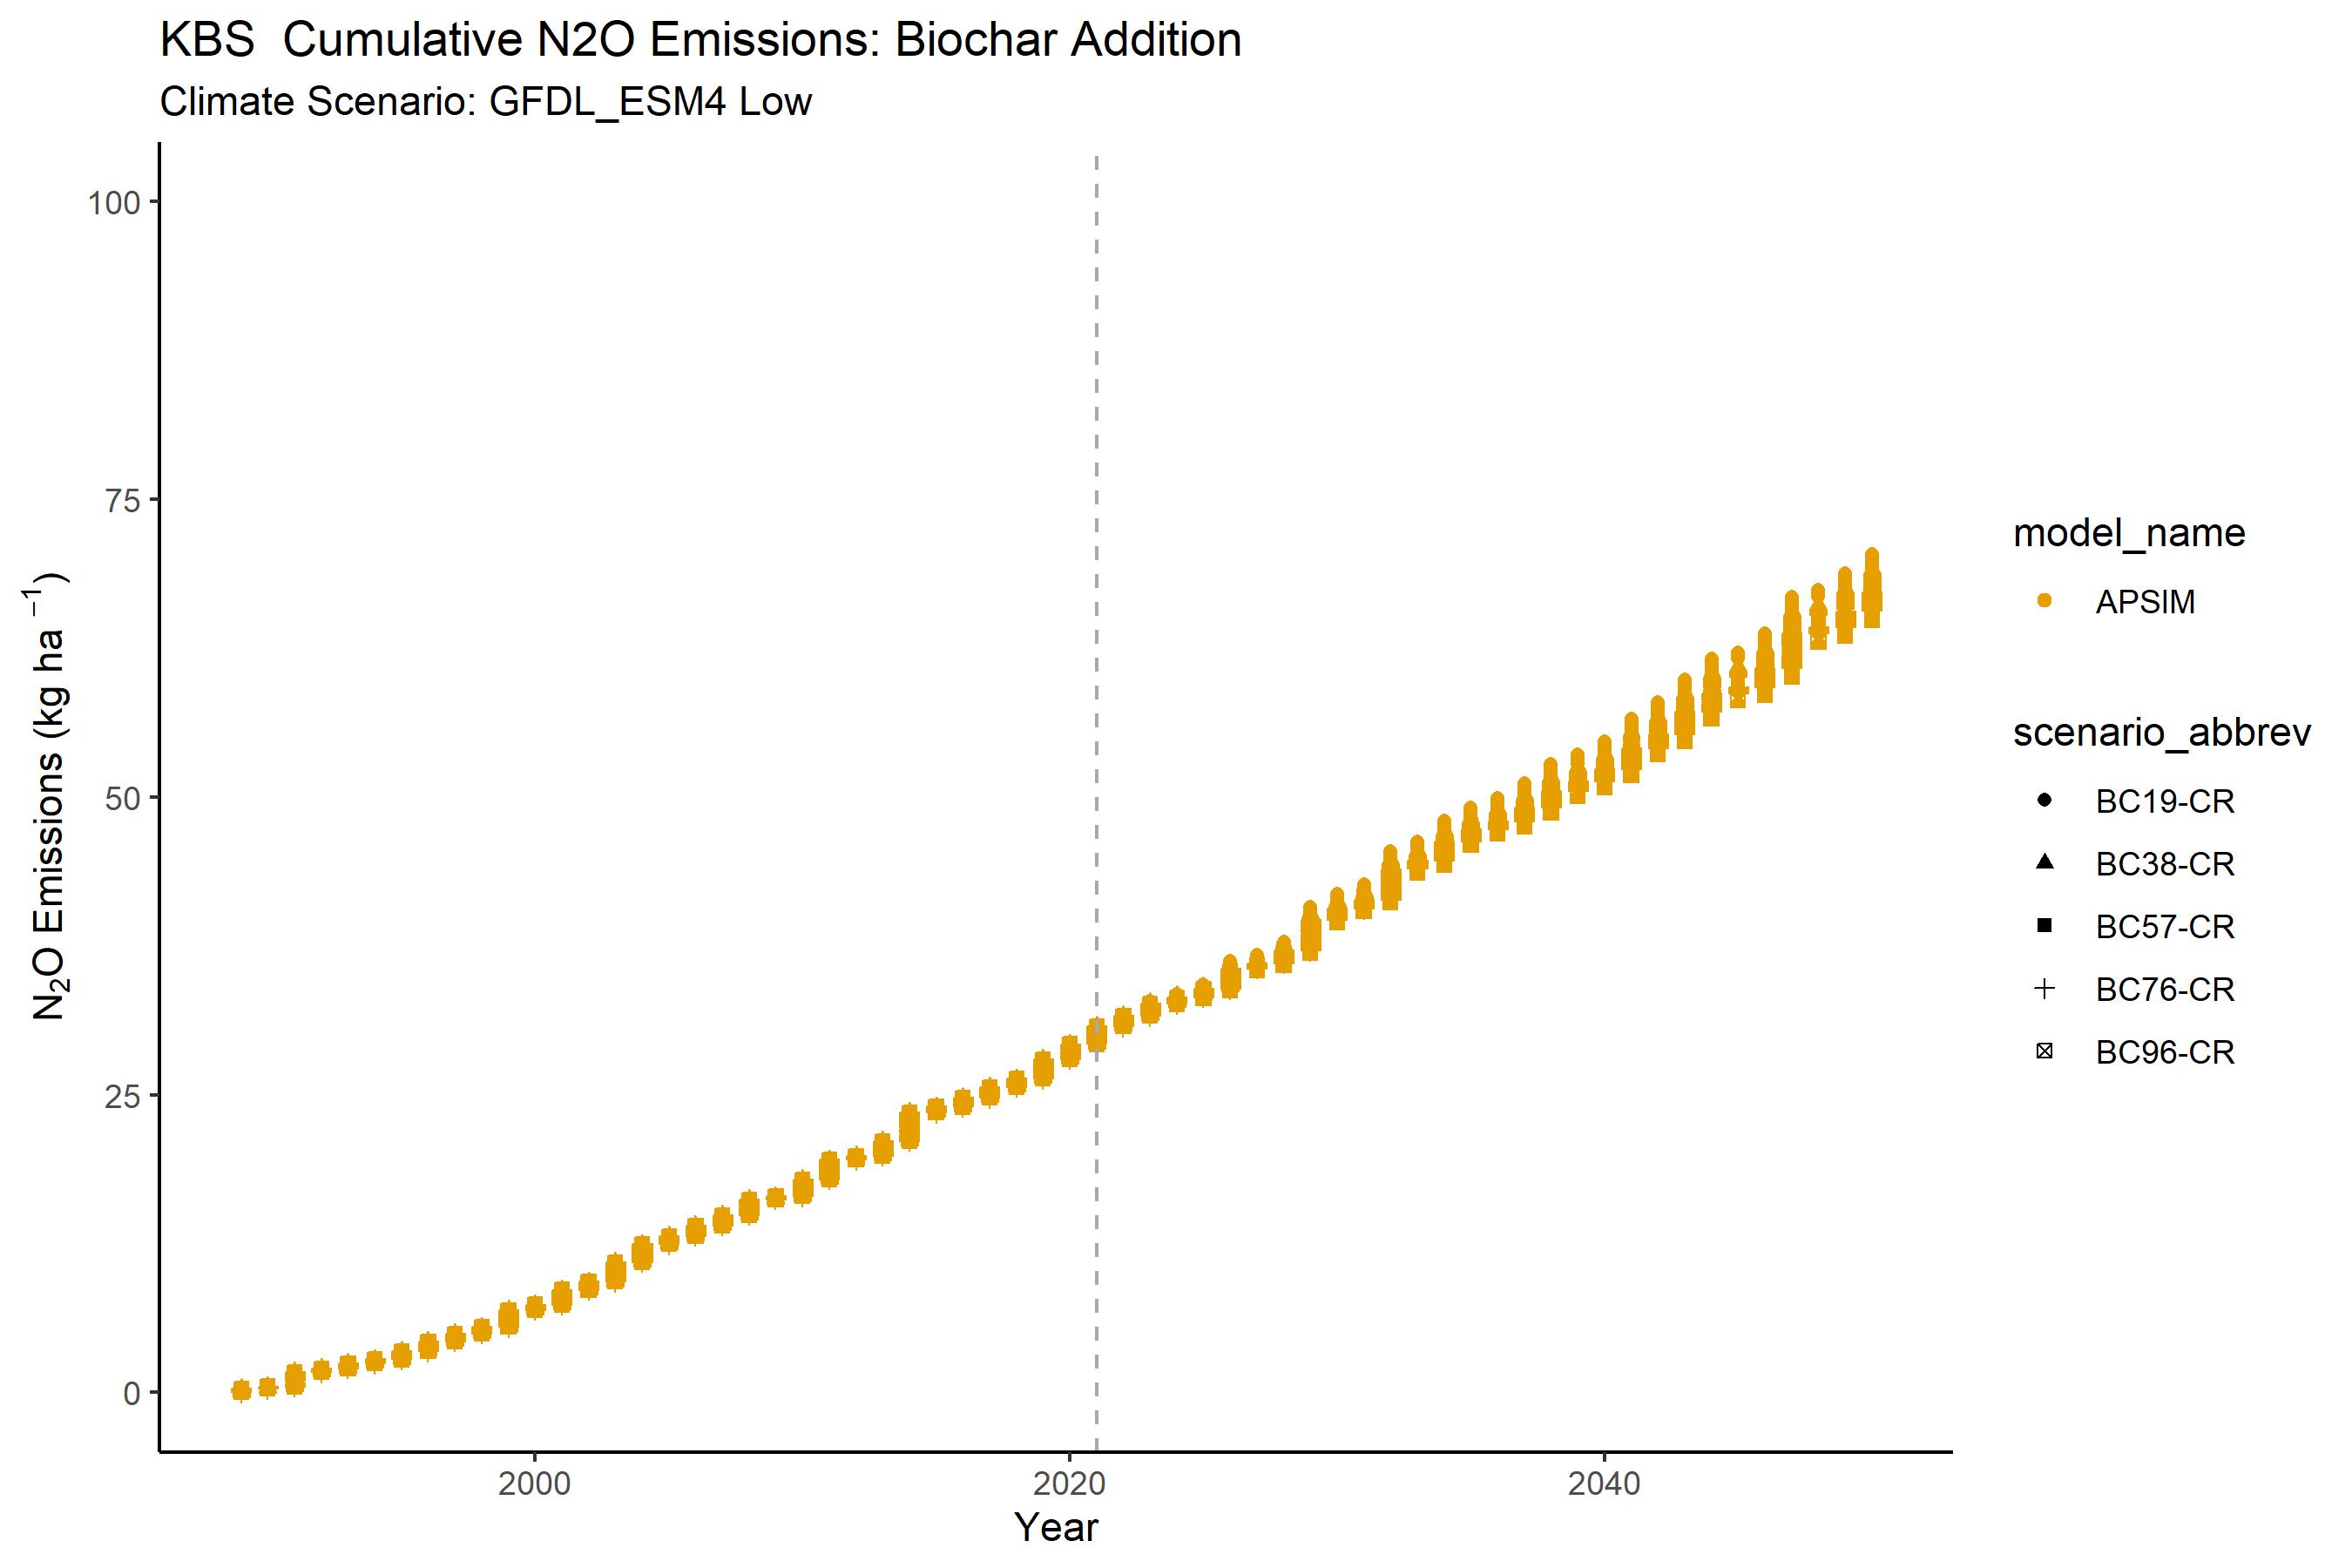 KBS  Cumulative N2O Emissions: Biochar Addition
Climate Scenario: GFDL_ESM4 Low
N₂O Emissions (kg ha ⁻¹)
100
75
50
25
0
2000
2020
2040
Year
model_name
APSIM
scenario_abbrev
BC19-CR
BC38-CR
BC57-CR
BC76-CR
BC96-CR